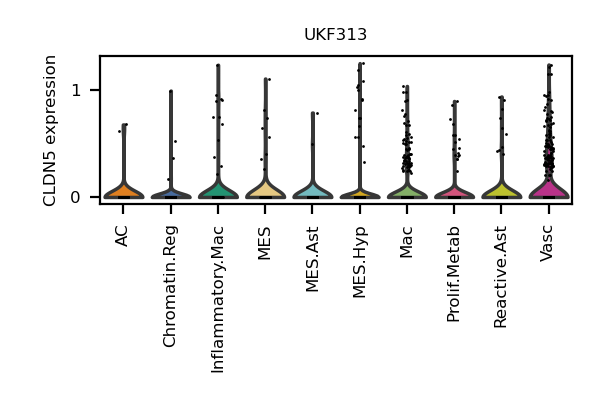 UKF313
CLDN5 expression
1
0
AC
Chromatin.Reg
Inflammatory.Mac
MES
MES.Ast
MES.Hyp
Mac
Prolif.Metab
Reactive.Ast
Vasc